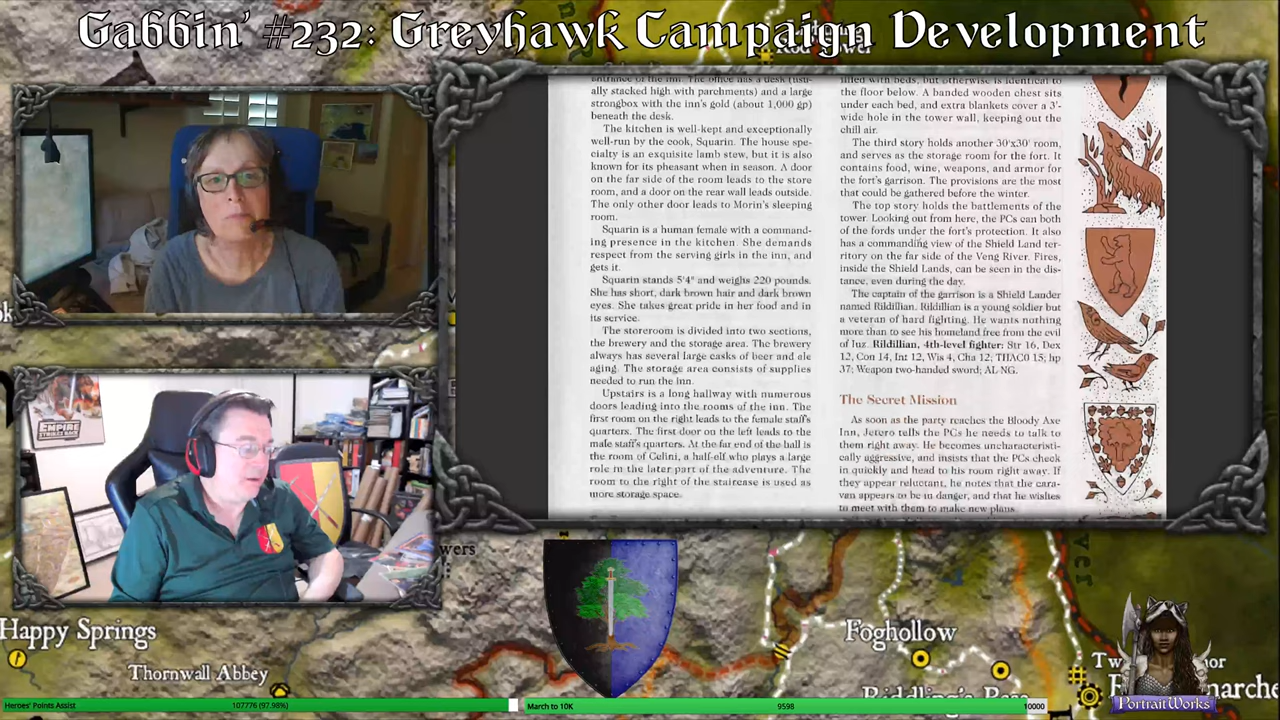 Gabbin' #232: Greyhawk Campaign Development
entrance of the inn. The office has a desk (usu-
ally stacked high with parchments) and a large
strongbox with the inn's gold (about 1,000 gp)
beneath the desk.
The kitchen is well-kept and exceptionally
well-run by the cook, Squarin. The house spe-
cialty is an exquisite lamb stew, but it is also
known for its pheasant when in season. A door
on the far side of the room leads to the store
room, and a door on the rear wall leads outside.
The only other door leads to Morin's sleeping
room.
Squarin is a human female with a command-
ing presence in the kitchen. She demands
respect from the serving girls in the inn, and
gets it.
Squarin stands 5'4" and weighs 220 pounds.
She has short, dark brown hair and dark brown
eyes. She takes great pride in her food and in
its service.
The storeroom is divided into two sections,
the brewery and the storage area. The brewery
always has several large casks of beer and ale
aging. The storage area consists of supplies
needed to run the inn.
Upstairs is a long hallway with numerous
doors leading into the rooms of the inn. The
first room on the right leads to the female staff's
quarters. The first door on the left leads to the
male staff's quarters. At the far end of the hall is
the room of Celini, a half-elf who plays a large
role in the later part of the adventure. The
room to the right of the staircase is used as
more storage space.
filled with beds, but otherwise is identical to
the floor below. A banded wooden chest sits
under each bed, and extra blankets cover a 3'-
wide hole in the tower wall, keeping out the
chill air.
The third story holds another 30'x30' room,
and serves as the storage room for the fort. It
contains food, wine, weapons, and armor for
the fort's garrison. The provisions are the most
that could be gathered before the winter.
The top story holds the battlements of the
tower. Looking out from here, the PCs can both
of the fords under the fort's protection. It also
has a commanding view of the Shield Land ter-
ritory on the far side of the Veng River. Fires,
inside the Shield Lands, can be seen in the dis-
tance, even during the day.
The captain of the garrison is a Shield Lander
named Rildillian. Rikdillian is a young soldier but
a veteran of hard fighting. He wants nothing
more than to see his homeland free from the evil
of Iuz. Rildillian, 4th-level fighter: Str 16, Dex
12, Con 14, Int 12, Wis 4, Cha 12; THAC0 15; hp
37; Weapon two-handed sword; AL NG.
The Secret Mission
As soon as the party reaches the Bloody Axe
Inn, Jetero tells the PCs he needs to talk to
them right away. He becomes uncharacteristi-
cally aggressive, and insists that the PCs check
in quickly and head to his room right away. If
they appear reluctant, he notes that the cara-
van appears to be in danger, and that he wishes
to meet with them to make new plans.
EMPIRE
STRIKES BACK
Happy Springs
Thornwall Abbey
Foghollow
PortraitWorks
Heroes' Points Assist
107776 (97.98%)
March to 10K
9598
10000